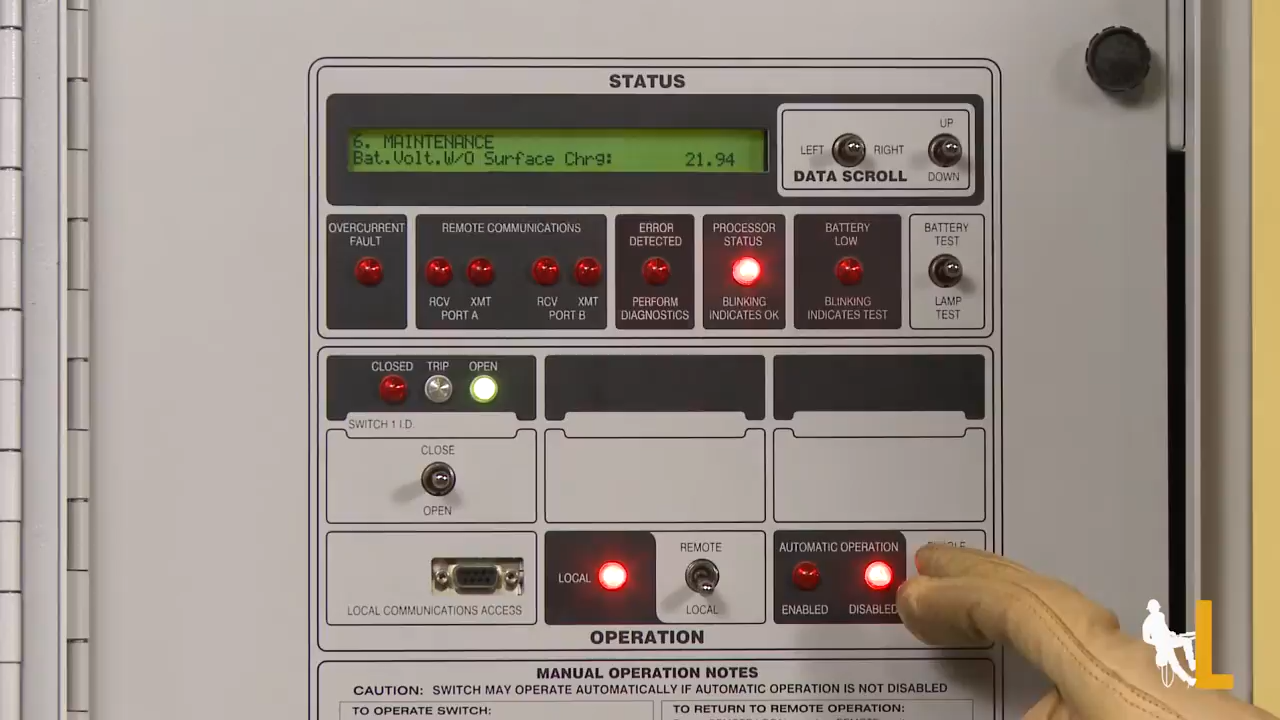 STATUS
6. MAINTENANCE
Bat.Volt.W/O Surface Chrg: 21.94
UP
LEFT RIGHT
DATA SCROLL
DOWN
OVERCURRENT
FAULT
REMOTE COMMUNICATIONS
RCV XMT
PORT A
RCV XMT
PORT B
ERROR
DETECTED
PERFORM
DIAGNOSTICS
PROCESSOR
STATUS
BLINKING
INDICATES OK
BATTERY
LOW
BLINKING
INDICATES TEST
BATTERY
TEST
LAMP
TEST
CLOSED TRIP OPEN
SWITCH 1 I.D.
CLOSE
OPEN
LOCAL COMMUNICATIONS ACCESS
LOCAL
REMOTE
LOCAL
AUTOMATIC OPERATION
ENABLED DISABLED
OPERATION
MANUAL OPERATION NOTES
CAUTION: SWITCH MAY OPERATE AUTOMATICALLY IF AUTOMATIC OPERATION IS NOT DISABLED
TO OPERATE SWITCH:
TO RETURN TO REMOTE OPERATION:
L